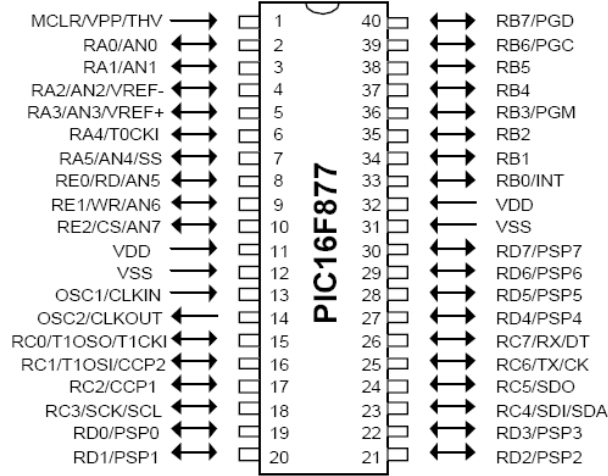 MCLR/VPP/THV 1 40 RB7/PGD
RA0/AN0 2 39 RB6/PGC
RA1/AN1 3 38 RB5
RA2/AN2/VREF- 4 37 RB4
RA3/AN3/VREF+ 5 36 RB3/PGM
RA4/T0CKI 6 35 RB2
RA5/AN4/SS 7 34 RB1
RE0/RD/AN5 8 33 RB0/INT
RE1/WR/AN6 9 32 VDD
RE2/CS/AN7 10 31 VSS
VDD 11 30 RD7/PSP7
VSS 12 29 RD6/PSP6
OSC1/CLKIN 13 28 RD5/PSP5
OSC2/CLKOUT 14 27 RD4/PSP4
RC0/T1OSO/T1CKI 15 26 RC7/RX/DT
RC1/T1OSI/CCP2 16 25 RC6/TX/CK
RC2/CCP1 17 24 RC5/SDO
RC3/SCK/SCL 18 23 RC4/SDI/SDA
RD0/PSP0 19 22 RD3/PSP3
RD1/PSP1 20 21 RD2/PSP2
PIC16F877